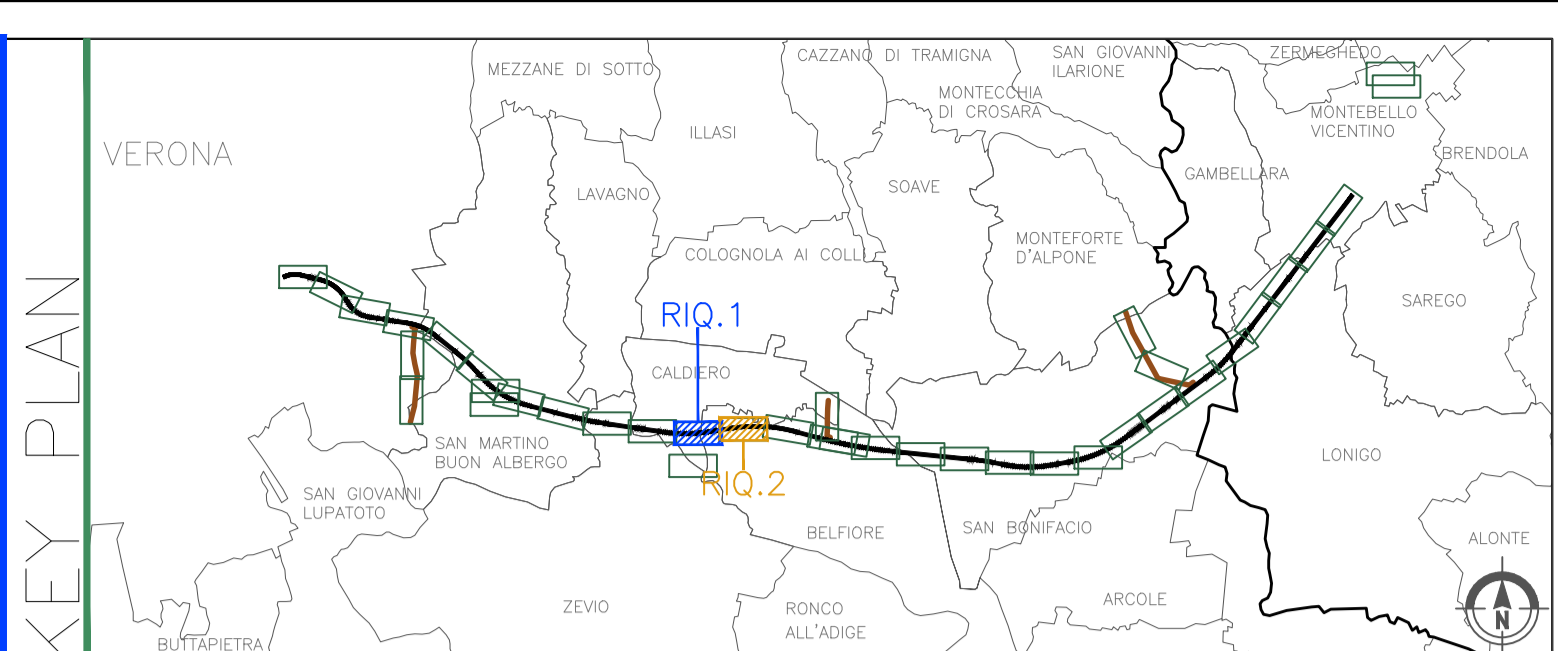 KEY PLAN
MEZZANE DI SOTTO
CAZZANO DI TRAMIGNA
SAN GIOVANNI
ILARIONE
ZERMEGHEDO
MONTECCHIA
DI CROSARA
MONTEBELLO
VICENTINO
ILLASI
VERONA
BRENDOLA
GAMBELLARA
SOAVE
LAVAGNO
MONTEFORTE
D'ALPONE
COLOGNOLA AI COLLI
SAREGO
RIQ.1
CALDIERO
SAN MARTINO
BUON ALBERGO
LONIGO
RIQ.2
SAN GIOVANNI
LUPATOTO
BELFIORE
SAN BONIFACIO
ALONTE
ZEVIO
RONCO
ALL'ADIGE
ARCOLE
N
BUTTAPIETRA